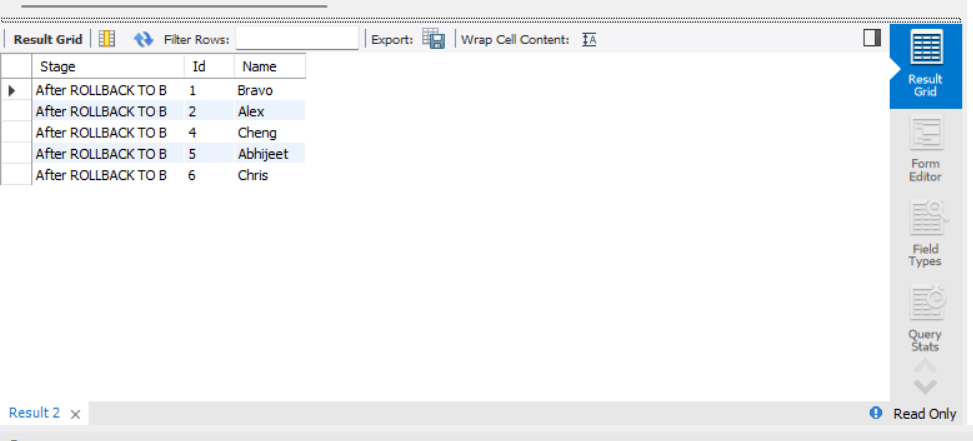 Result Grid Filter Rows: Export: Wrap Cell Content: IA
Stage Id Name
After ROLLBACK TO B 1 Bravo
After ROLLBACK TO B 2 Alex
After ROLLBACK TO B 4 Cheng
After ROLLBACK TO B 5 Abhijeet
After ROLLBACK TO B 6 Chris
Result
Grid
Form
Editor
Field
Types
Query
Stats
Result 2 × Read Only